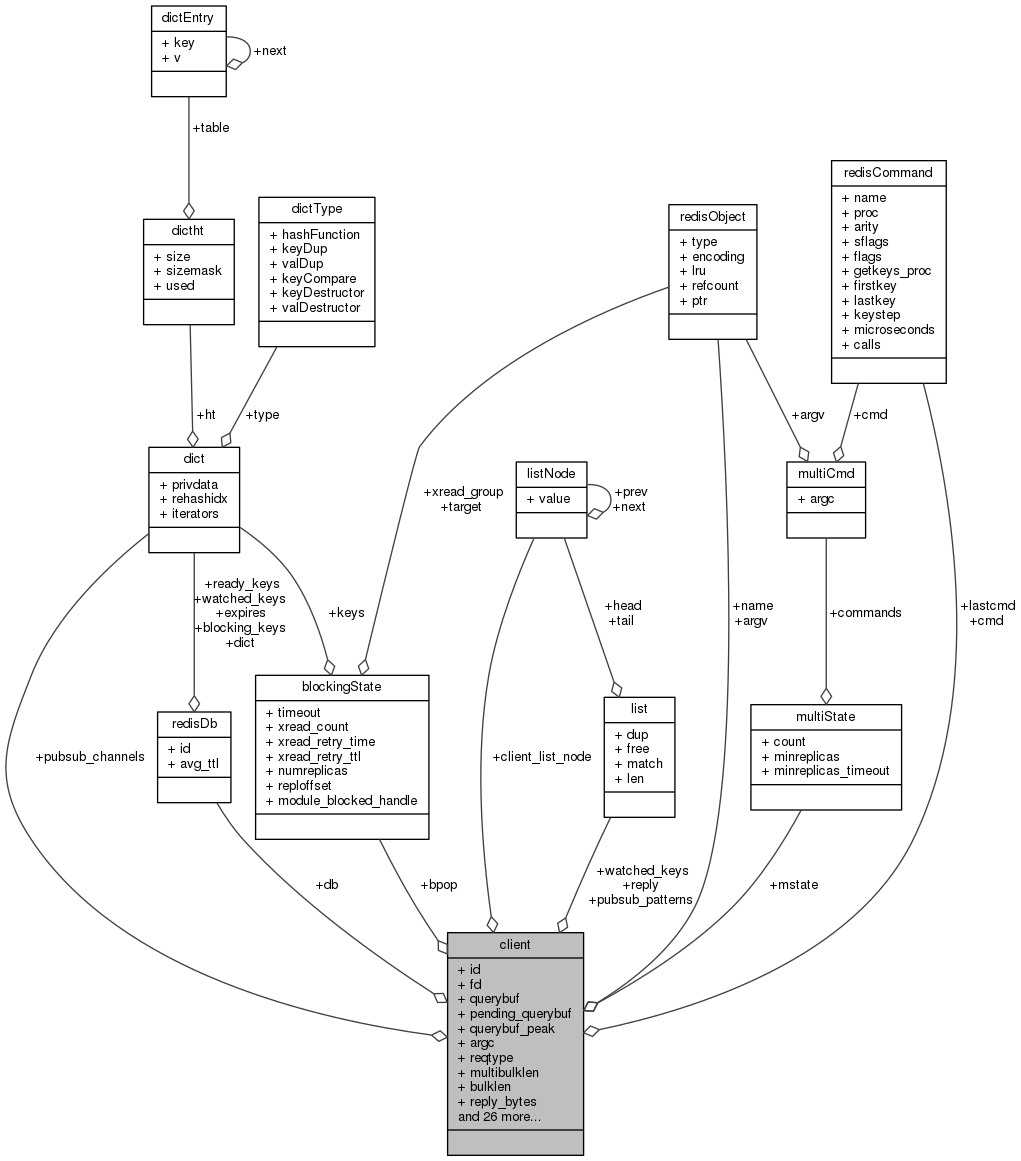 dictEntry
+ key
+ v
+next
+table
dictht
+ size
+ sizemask
+ used
dictType
+ hashFunction
+ keyDup
+ valDup
+ keyCompare
+ keyDestructor
+ valDestructor
redisObject
+ type
+ encoding
+ lru
+ refcount
+ ptr
redisCommand
+ name
+ proc
+ arity
+ sflags
+ flags
+ getkeys_proc
+ firstkey
+ lastkey
+ keystep
+ microseconds
+ calls
+ht
+type
+argv
+cmd
dict
+ privdata
+ rehashidx
+ iterators
+xread_group
+target
listNode
+ value
+prev
+next
multiCmd
+ argc
+ready_keys
+watched_keys
+expires
+blocking_keys
+dict
+keys
+head
+tail
+name
+argv
+commands
+lastcmd
+cmd
+pubsub_channels
redisDb
+ id
+ avg_ttl
blockingState
+ timeout
+ xread_count
+ xread_retry_time
+ xread_retry_ttl
+ numreplicas
+ reploffset
+ module_blocked_handle
+client_list_node
list
+ dup
+ free
+ match
+ len
multiState
+ count
+ minreplicas
+ minreplicas_timeout
+db
+bpop
+watched_keys
+reply
+pubsub_patterns
+mstate
client
+ id
+ fd
+ querybuf
+ pending_querybuf
+ querybuf_peak
+ argc
+ reqtype
+ multibulklen
+ bulklen
+ reply_bytes
and 26 more...